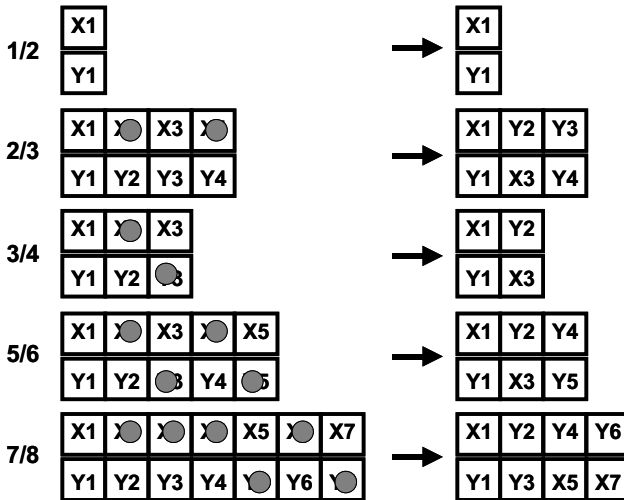 X1 X1
1/2
Y1 Y1
X1 X3 X1 Y2 Y3
2/3
Y1 Y2 Y3 Y4 Y1 X3 Y4
X1 X3 X1 Y2
3/4
Y1 Y2 Y1 X3
X1 X3 X5 X1 Y2 Y4
5/6
Y1 Y2 Y4 Y1 X3 Y5
X1 X5 X7 X1 Y2 Y4 Y6
7/8
Y1 Y2 Y3 Y4 Y6 Y1 Y3 X5 X7